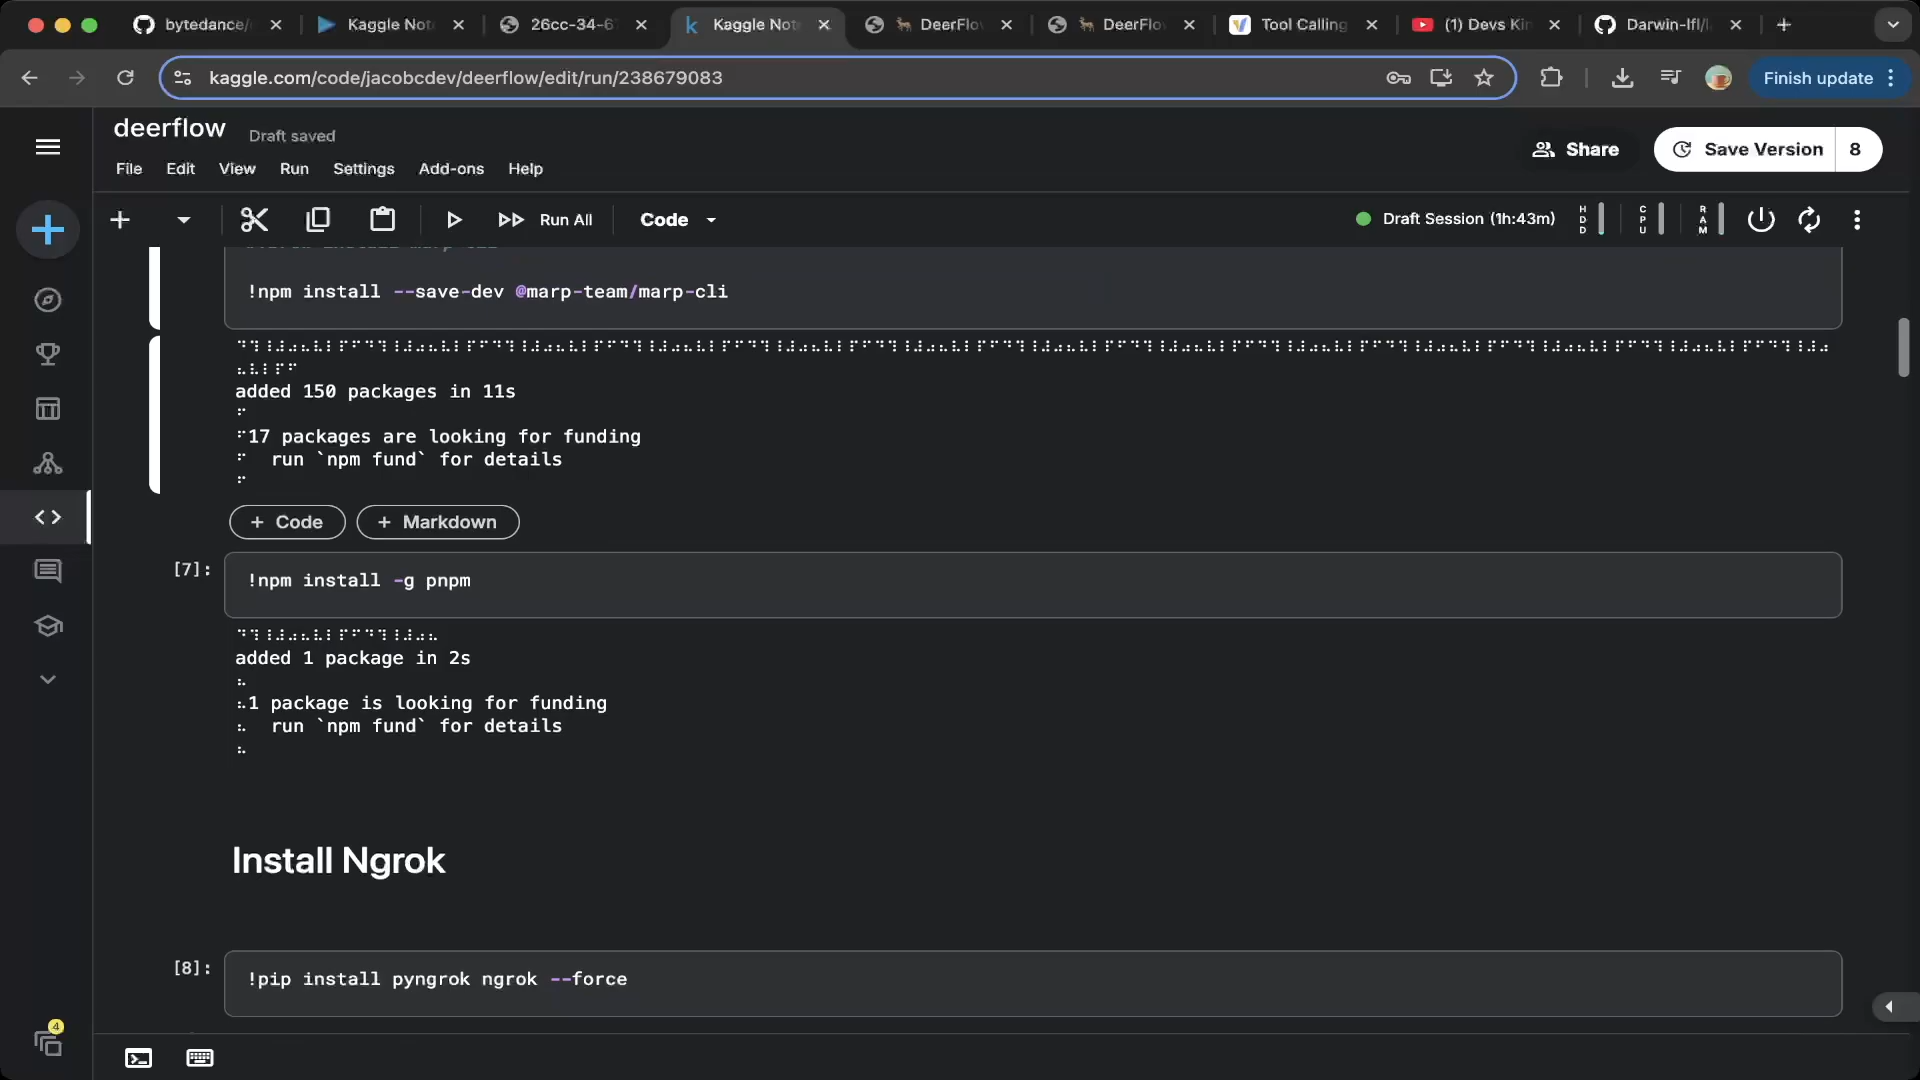 bytedance/
Kaggle Not
26cc-34-6
Kaggle Not
DeerFlo
DeerFlo
Tool Calling
(1) Devs Kin
Darwin-lfl/
kaggle.com/code/jacobcdev/deerflow/edit/run/238679083
Finish update
deerflow Draft saved
Share
Save Version 8
File Edit View Run Settings Add-ons Help
Run All
Code
Draft Session (1h:43m)
HDD
CPU
RAM
!npm install --save-dev @marp-team/marp-cli
added 150 packages in 11s
17 packages are looking for funding
run `npm fund` for details
+ Code
+ Markdown
[7]:
!npm install -g pnpm
added 1 package in 2s
1 package is looking for funding
run `npm fund` for details
Install Ngrok
[8]:
!pip install pyngrok ngrok --force
4